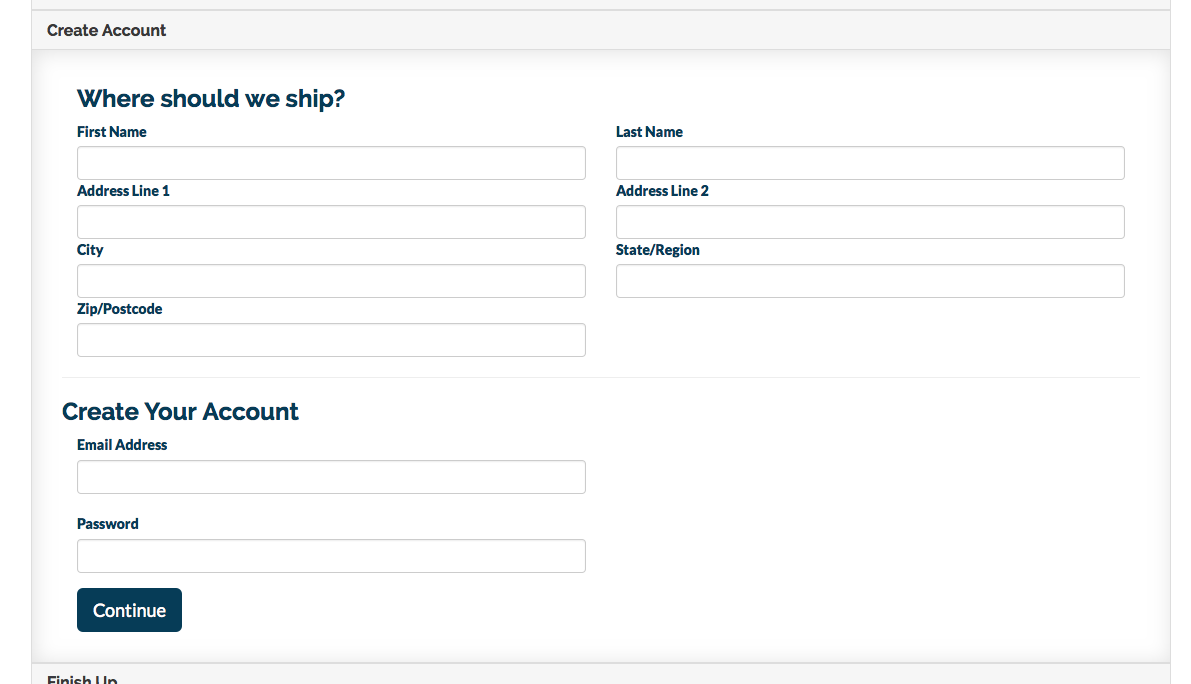 Create Account
Where should we ship?
First Name
Last Name
Address Line 1
Address Line 2
City
State/Region
Zip/Postcode
Create Your Account
Email Address
Password
Continue
Finish Up